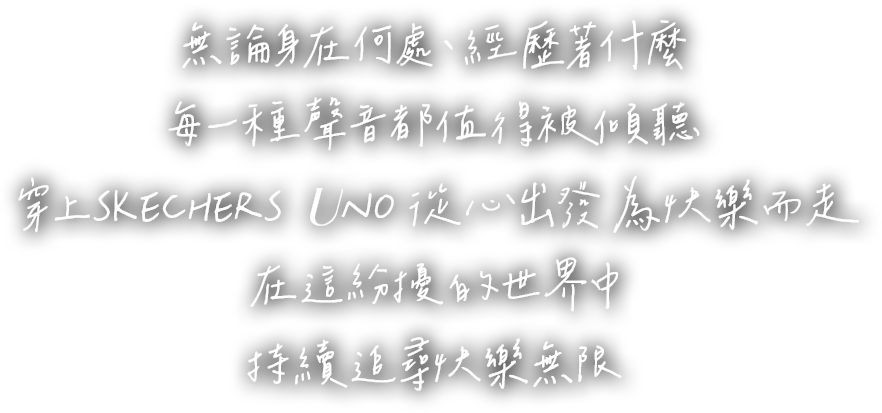 無論身在何處、經歷著什麼
每一種聲音都值得被傾聽
穿上SKECHERS UNO 從心出發 為快樂而走
在這紛擾的世界中
持續追尋快樂無限